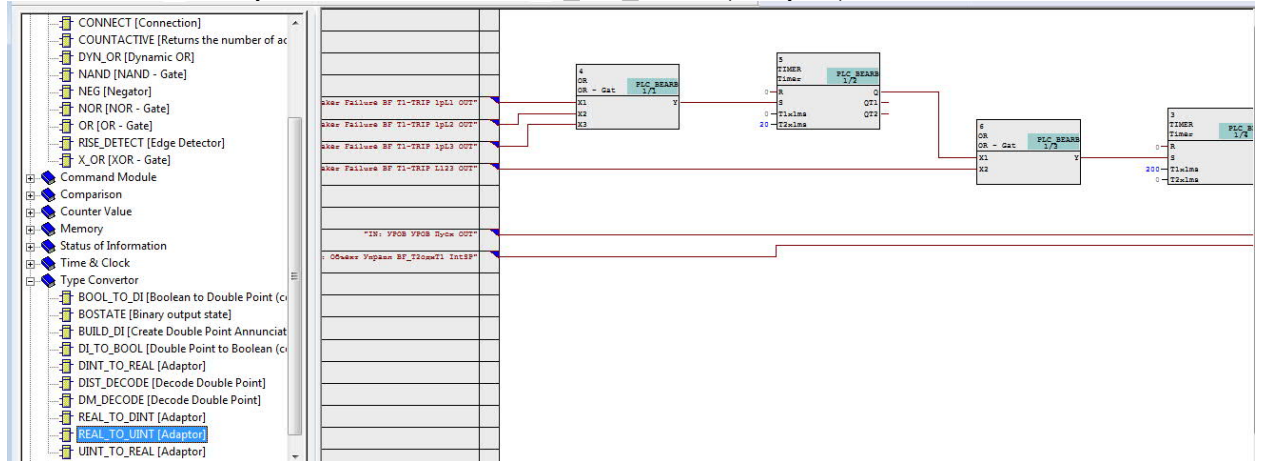 CONNECT [Connection]
COUNTACTIVE [Returns the number of ac
DYN_OR [Dynamic OR]
NAND [NAND - Gate]
NEG [Negator]
NOR [NOR - Gate]
OR [OR - Gate]
RISE_DETECT [Edge Detector]
X_OR [XOR - Gate]
Command Module
Comparison
Counter Value
Memory
Status of Information
Time & Clock
Type Convertor
BOOL_TO_DI [Boolean to Double Point (c
BOSTATE [Binary output state]
BUILD_DI [Create Double Point Annunciat
DI_TO_BOOL [Double Point to Boolean (c
DINT_TO_REAL [Adaptor]
DIST_DECODE [Decode Double Point]
DM_DECODE [Decode Double Point]
REAL_TO_DINT [Adaptor]
REAL_TO_UINT [Adaptor]
UINT_TO_REAL [Adaptor]
aker Failure BF T1-TRIP 1pL1 OUT"
aker Failure BF T1-TRIP 1pL2 OUT"
aker Failure BF T1-TRIP 1pL3 OUT"
aker Failure BF T1-TRIP L123 OUT"
"IN: УРОВ УРОВ Пуск OUT"
: Объект Управл BF_T2одмT1 IntSP"
4
OR
OR - Gat
PLC_BEARB
1/1
X1 Y
X2
X3
5
TIMER
Timer
PLC_BEARB
1/2
0 R Q
S QT1
0 T1x1ms QT2
20 T2x1ms
6
OR
OR - Gat
PLC_BEARB
1/3
X1 Y
X2
3
TIMER
Timer
PLC_B
1/4
0 R
S
200 T1x1ms
0 T2x1ms